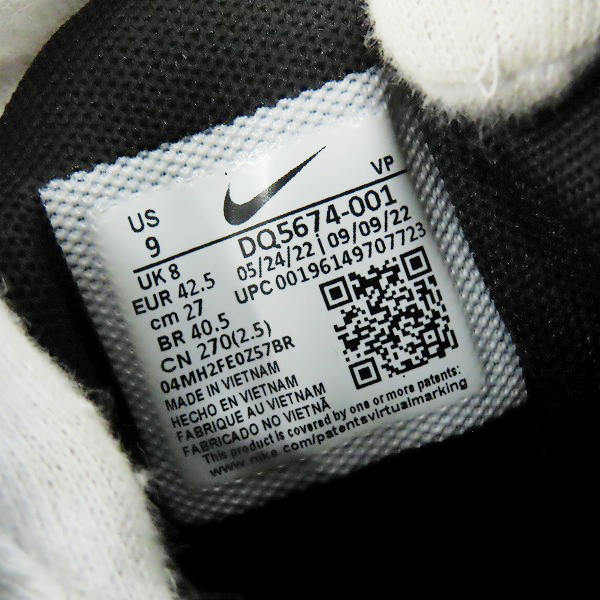 US
9
VP
DQ5674-001
UK 8
05/24/22 | 09/09/22
EUR 42.5
UPC 00196149707723
cm 27
BR 40.5
CN 270(2.5)
04MH2FE0Z57BR
MADE IN VIETNAM
HECHO EN VIETNAM
FABRIQUE AU VIETNAM
FABRICADO NO VIETNÃ
This product is covered by one or more patents:
www.nike.com/patentsvirtualmarking